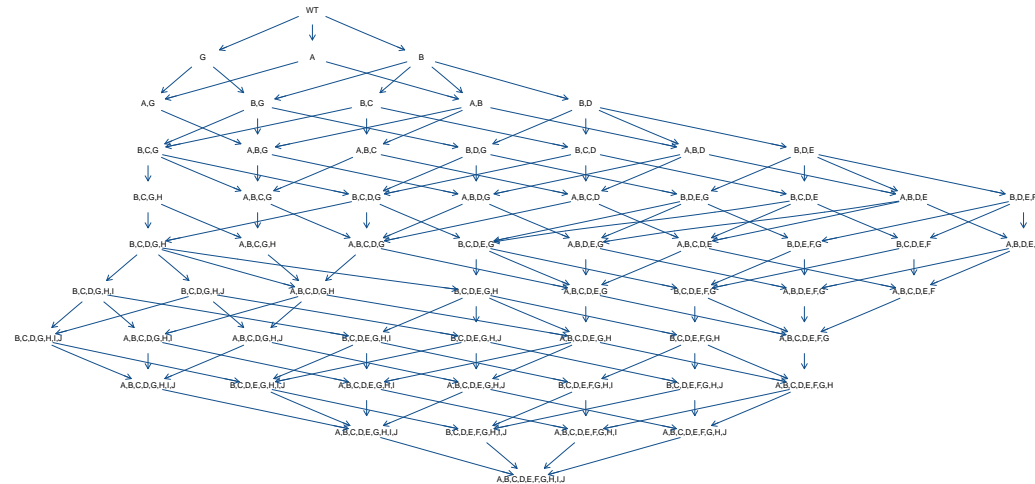 WT
G A B
A,G B,G B,C A,B B,D
B,C,G A,B,G A,B,C B,D,G B,C,D A,B,D B,D,E
B,C,G,H A,B,C,G B,C,D,G A,B,D,G A,B,C,D B,D,E,G B,C,D,E A,B,D,E B,D,E,F
B,C,D,G,H A,B,C,G,H A,B,C,D,G B,C,D,E,G A,B,D,E,G A,B,C,D,E B,D,E,F,G B,C,D,E,F A,B,D,E,
B,C,D,G,H,I B,C,D,G,H,J A,B,C,D,G,H B,C,D,E,G,H A,B,C,D,E,G B,C,D,E,F,G A,B,D,E,F,G A,B,C,D,E,F
B,C,D,G,H,I,J A,B,C,D,G,H,I A,B,C,D,G,H,J B,C,D,E,G,H,I B,C,D,E,G,H,J A,B,C,D,E,G,H B,C,D,E,F,G,H A,B,C,D,E,F,G
A,B,C,D,G,H,I,J B,C,D,E,G,H,I,J A,B,C,D,E,G,H,I A,B,C,D,E,G,H,J B,C,D,E,F,G,H,I B,C,D,E,F,G,H,J A,B,C,D,E,F,G,H
A,B,C,D,E,G,H,I,J B,C,D,E,F,G,H,I,J A,B,C,D,E,F,G,H,I A,B,C,D,E,F,G,H,J
A,B,C,D,E,F,G,H,I,J